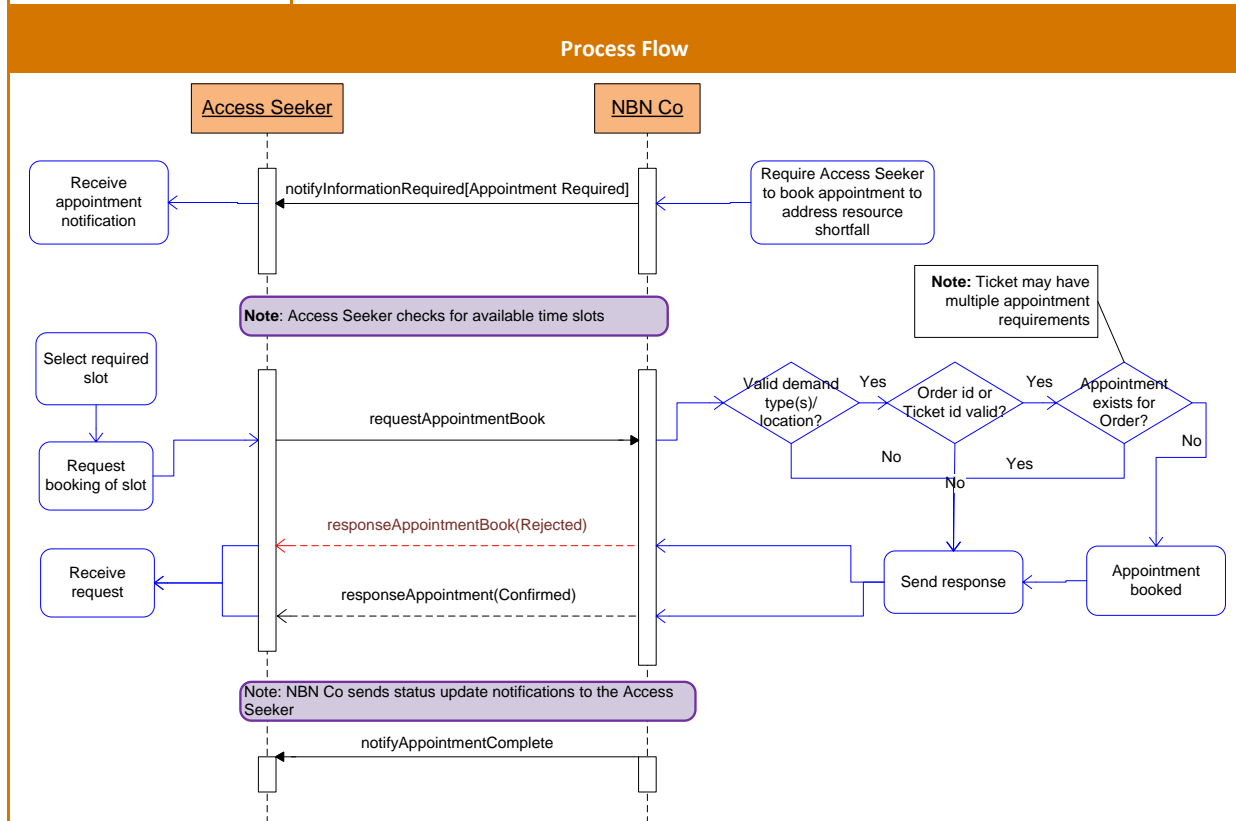 Process Flow
Access Seeker
NBN Co
Receive
appointment
notification
notifyInformationRequired[Appointment Required]
Require Access Seeker
to book appointment to
address resource
shortfall
Note: Ticket may have
multiple appointment
requirements
Note: Access Seeker checks for available time slots
Select required
slot
Request
booking of slot
requestAppointmentBook
Valid demand
type(s)/
location?
Yes
Order id or
Ticket id valid?
Yes
Appointment
exists for
Order?
No
No
No
Yes
responseAppointmentBook(Rejected)
Receive
request
responseAppointment(Confirmed)
Send response
Appointment
booked
Note: NBN Co sends status update notifications to the Access
Seeker
notifyAppointmentComplete